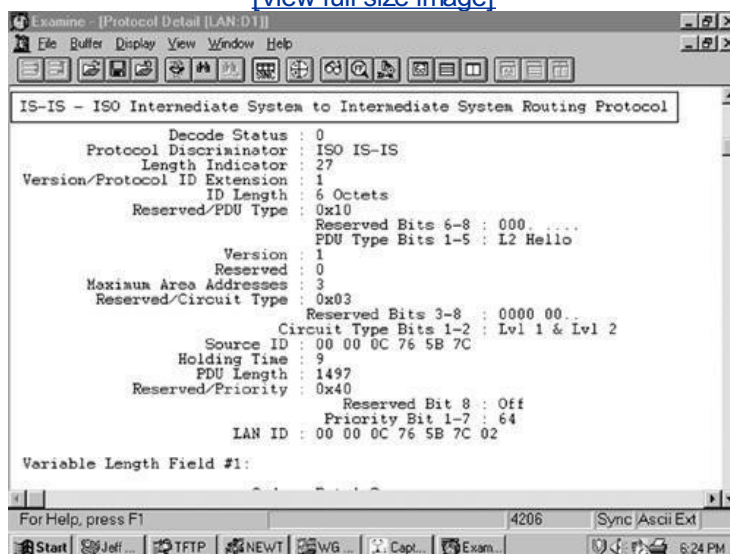 [View full size image]
Examine - [Protocol Detail [LAN:D1]]
File Buffer Display View Window Help
IS-IS - ISO Intermediate System to Intermediate System Routing Protocol
Decode Status : 0
Protocol Discriminator : ISO IS-IS
Length Indicator : 27
Version/Protocol ID Extension : 1
ID Length : 6 Octets
Reserved/PDU Type : 0x10
Reserved Bits 6-8 : 000. ....
PDU Type Bits 1-5 : L2 Hello
Version : 1
Reserved : 0
Maximum Area Addresses : 3
Reserved/Circuit Type : 0x03
Reserved Bits 3-8 : 0000 00..
Circuit Type Bits 1-2 : Lvl 1 & Lvl 2
Source ID : 00 00 0C 76 5B 7C
Holding Time : 9
PDU Length : 1497
Reserved/Priority : 0x40
Reserved Bit 8 : Off
Priority Bit 1-7 : 64
LAN ID : 00 00 0C 76 5B 7C 02
Variable Length Field #1:
For Help, press F1 4206 Sync Ascii Ext
Start Jeff... TFTP NEWT WG ... Capt... Exam... 6:24 PM